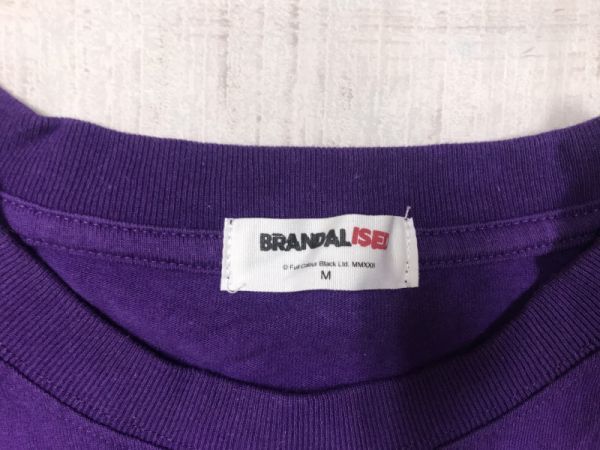 BRANDALISED
© Full Colour Black Ltd. MMXXII
M